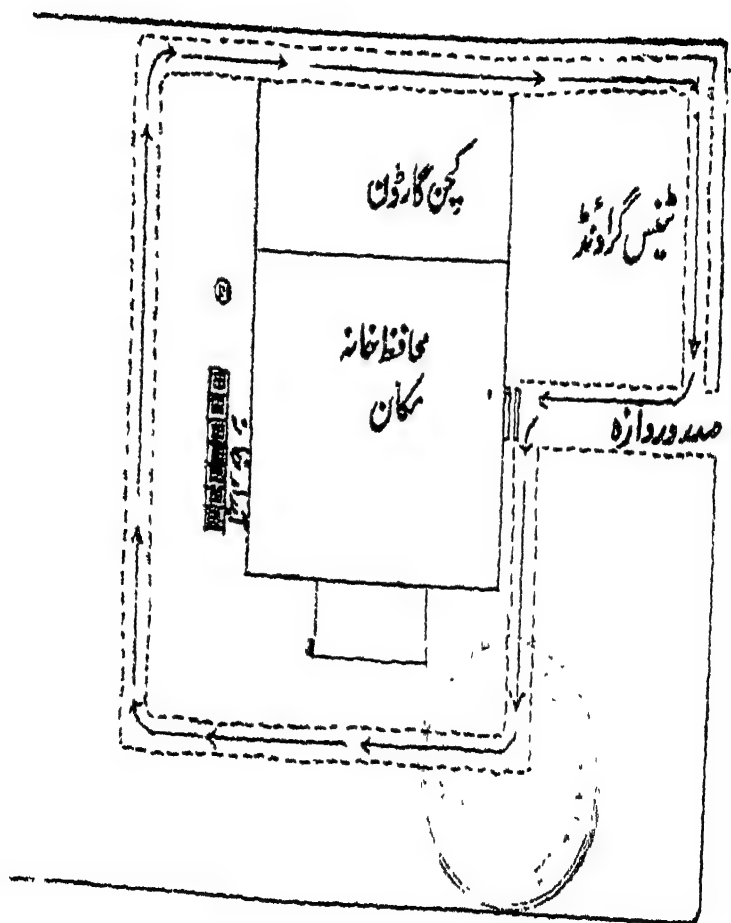 کچن گارڈن
ٹینس گراؤنڈ
محافظ خانہ
مکان
صدر دروازہ